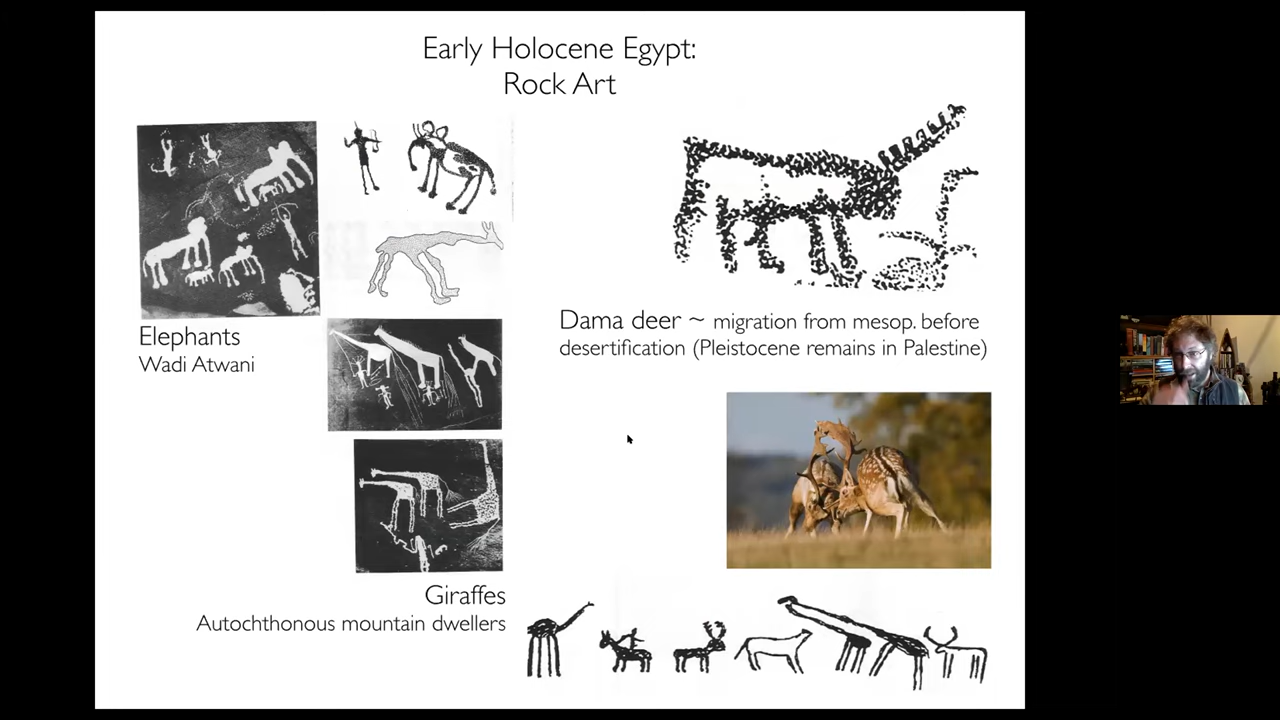 Early Holocene Egypt:
Rock Art
Elephants
Wadi Atwani
Dama deer ~ migration from mesop. before
desertification (Pleistocene remains in Palestine)
Giraffes
Autochthonous mountain dwellers